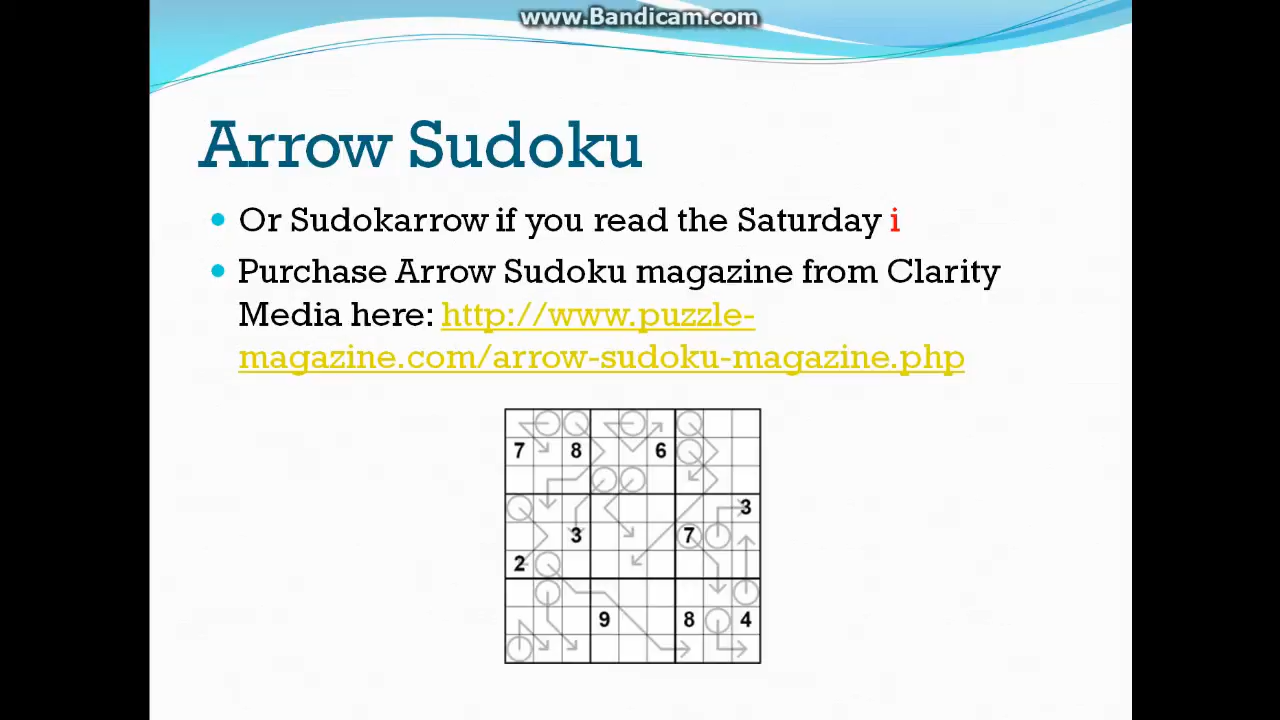 www.Bandicam.com
Arrow Sudoku
Or Sudokarrow if you read the Saturday i
Purchase Arrow Sudoku magazine from Clarity
Media here: http://www.puzzle-
magazine.com/arrow-sudoku-magazine.php
7 8 6
3
3 7
2
9 8 4